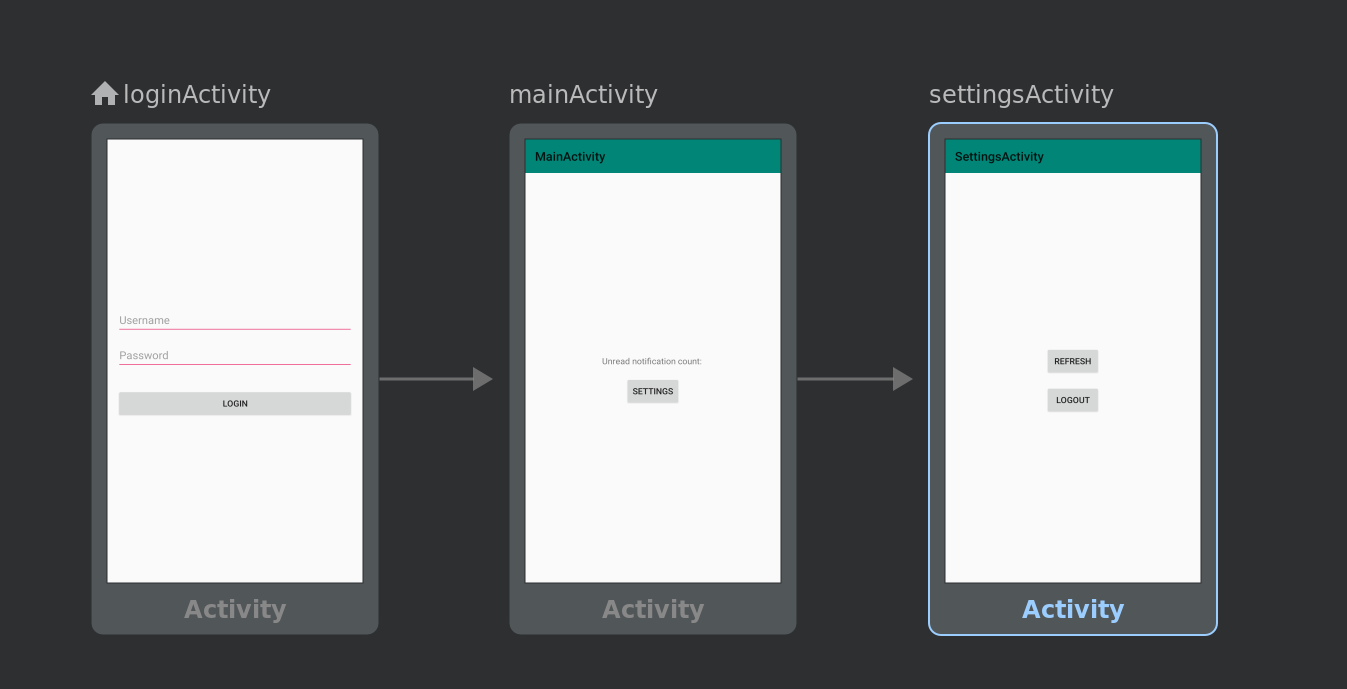 loginActivity
Username
Password
LOGIN
Activity
mainActivity
MainActivity
Unread notification count:
SETTINGS
Activity
settingsActivity
SettingsActivity
REFRESH
LOGOUT
Activity